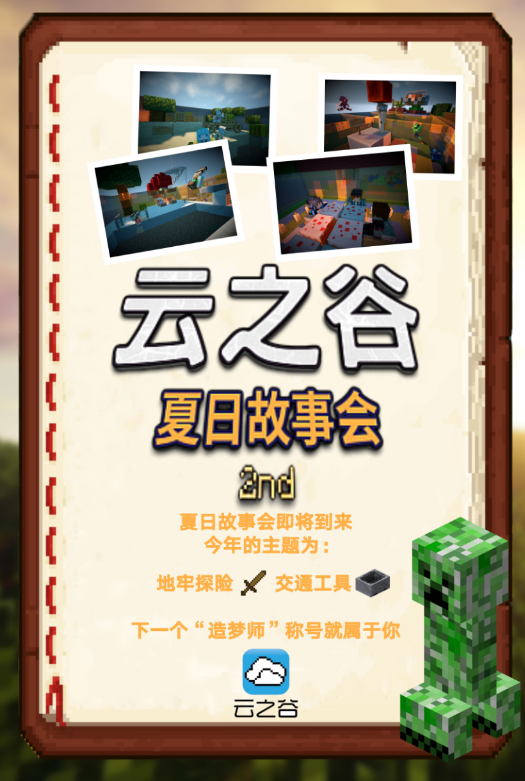 云之谷
夏日故事会
2nd
夏日故事会即将到来
今年的主题为：
地牢探险 交通工具
下一个“造梦师”称号就属于你
云之谷